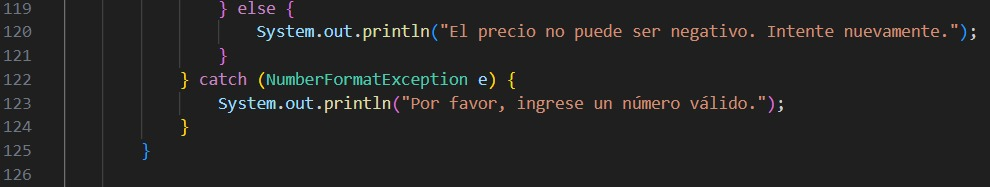 119 } else {
120 System.out.println("El precio no puede ser negativo. Intente nuevamente.");
121 }
122 } catch (NumberFormatException e) {
123 System.out.println("Por favor, ingrese un número válido.");
124 }
125 }
126